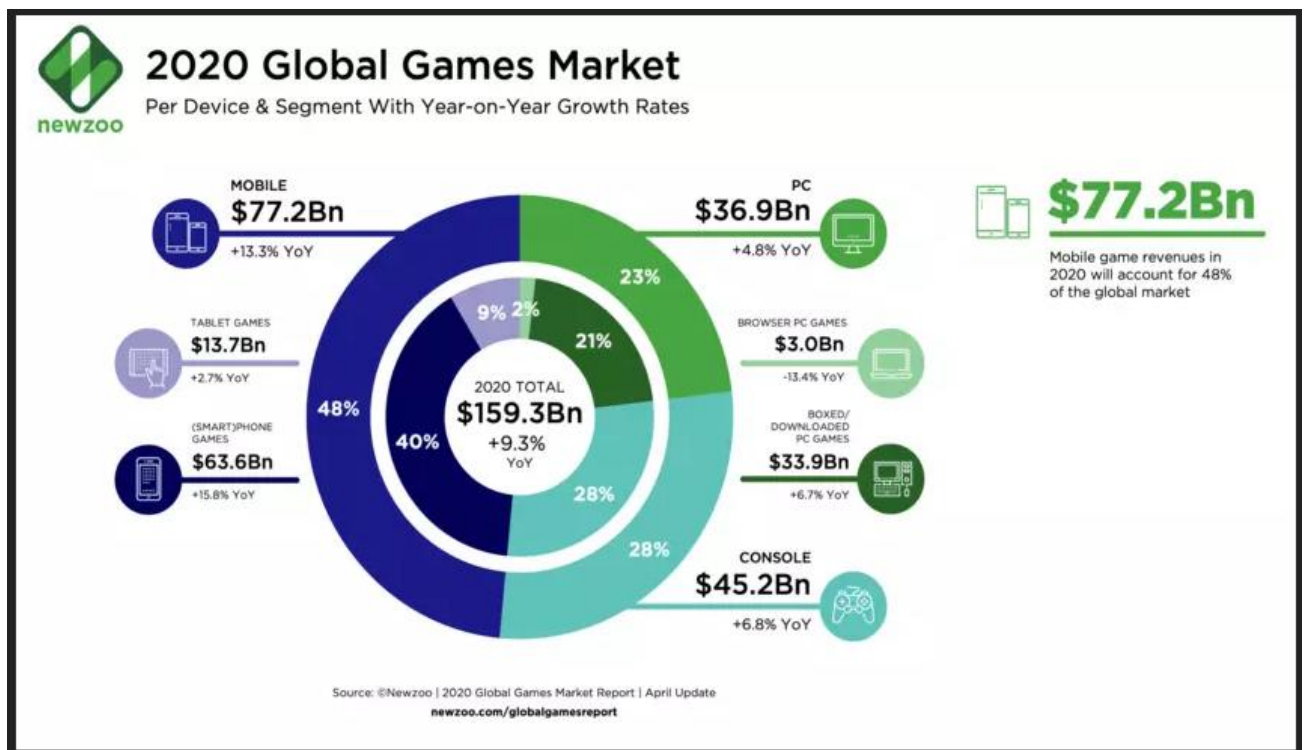 newzoo
2020 Global Games Market
Per Device & Segment With Year-on-Year Growth Rates
MOBILE
$77.2Bn
+13.3% YoY
TABLET GAMES
$13.7Bn
+2.7% YoY
(SMART)PHONE
GAMES
$63.6Bn
+15.8% YoY
48%
23%
28%
9%
2%
21%
40%
28%
2020 TOTAL
$159.3Bn
+9.3%
YoY
PC
$36.9Bn
+4.8% YoY
BROWSER PC GAMES
$3.0Bn
-13.4% YoY
BOXED/
DOWNLOADED
PC GAMES
$33.9Bn
+6.7% YoY
CONSOLE
$45.2Bn
+6.8% YoY
$77.2Bn
Mobile game revenues in
2020 will account for 48%
of the global market
Source: ©Newzoo | 2020 Global Games Market Report | April Update
newzoo.com/globalgamesreport